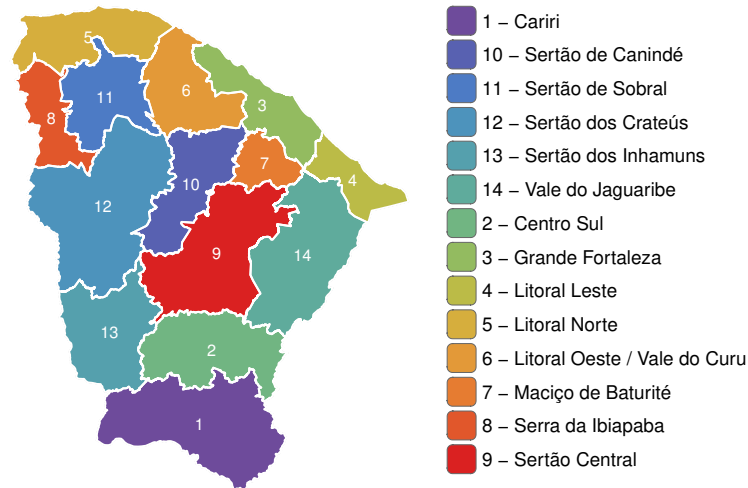 5
11
6
3
8
7
4
10
12
9
14
13
2
1
1 – Cariri
10 – Sertão de Canindé
11 – Sertão de Sobral
12 – Sertão dos Crateús
13 – Sertão dos Inhamuns
14 – Vale do Jaguaribe
2 – Centro Sul
3 – Grande Fortaleza
4 – Litoral Leste
5 – Litoral Norte
6 – Litoral Oeste / Vale do Curu
7 – Maciço de Baturité
8 – Serra da Ibiapaba
9 – Sertão Central